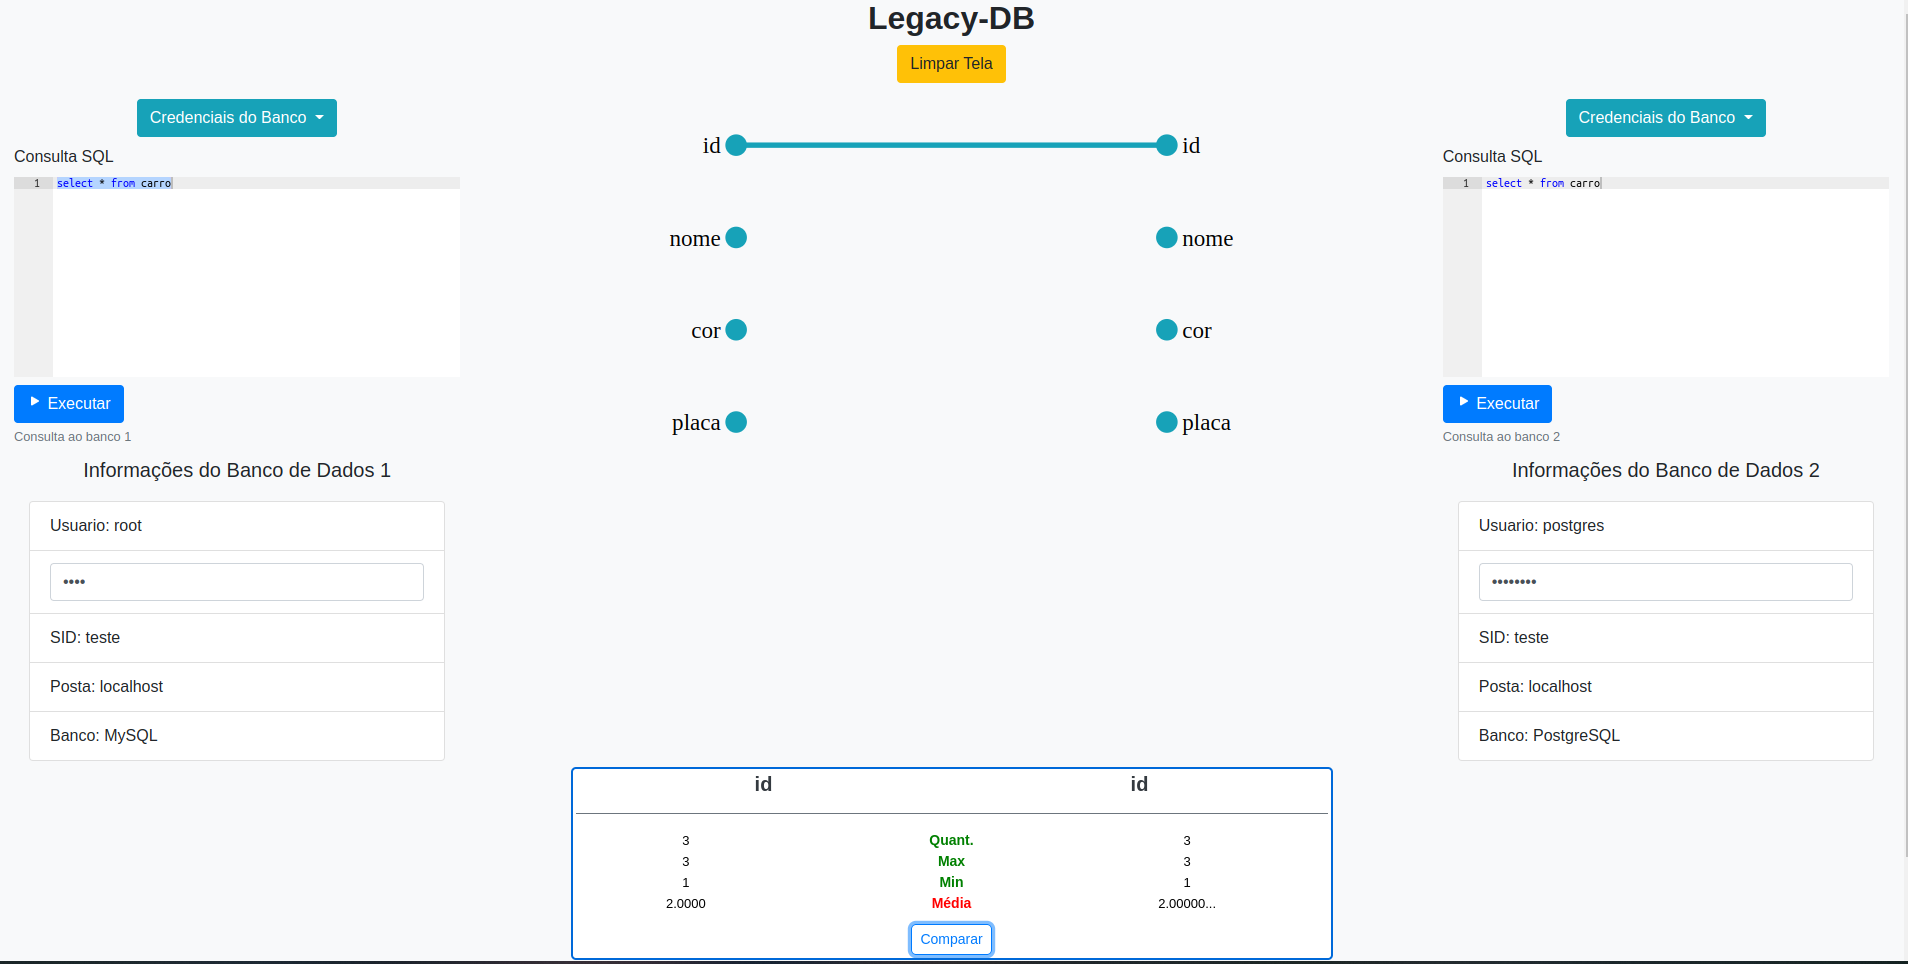 Legacy-DB
Limpar Tela
Credenciais do Banco
Consulta SQL
1 select * from carro
Executar
Consulta ao banco 1
Informações do Banco de Dados 1
Usuario: root
••••
SID: teste
Posta: localhost
Banco: MySQL
id id
nome nome
cor cor
placa placa
Credenciais do Banco
Consulta SQL
1 select * from carro
Executar
Consulta ao banco 2
Informações do Banco de Dados 2
Usuario: postgres
••••••••
SID: teste
Posta: localhost
Banco: PostgreSQL
id id
3 Quant. 3
3 Max 3
1 Min 1
2.0000 Média 2.00000...
Comparar